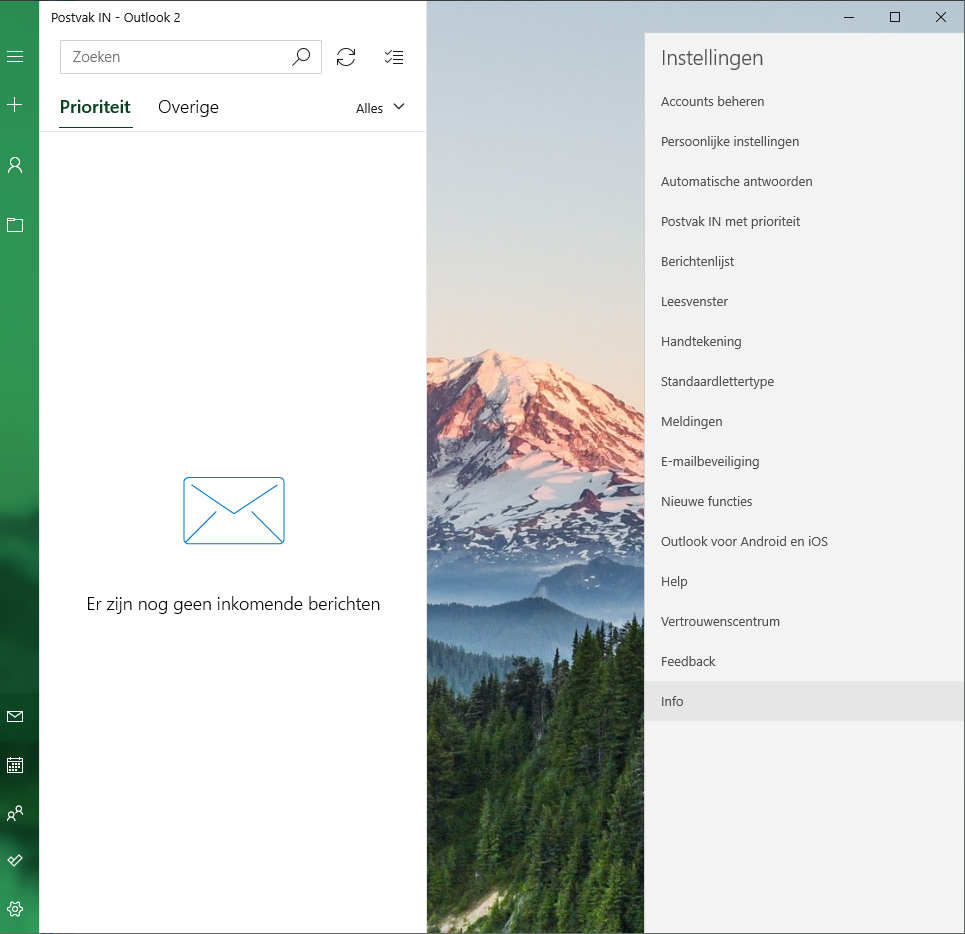 Postvak IN - Outlook 2
Zoeken
Prioriteit Overige Alles
Er zijn nog geen inkomende berichten
Instellingen
Accounts beheren
Persoonlijke instellingen
Automatische antwoorden
Postvak IN met prioriteit
Berichtenlijst
Leesvenster
Handtekening
Standaardlettertype
Meldingen
E-mailbeveiliging
Nieuwe functies
Outlook voor Android en iOS
Help
Vertrouwenscentrum
Feedback
Info